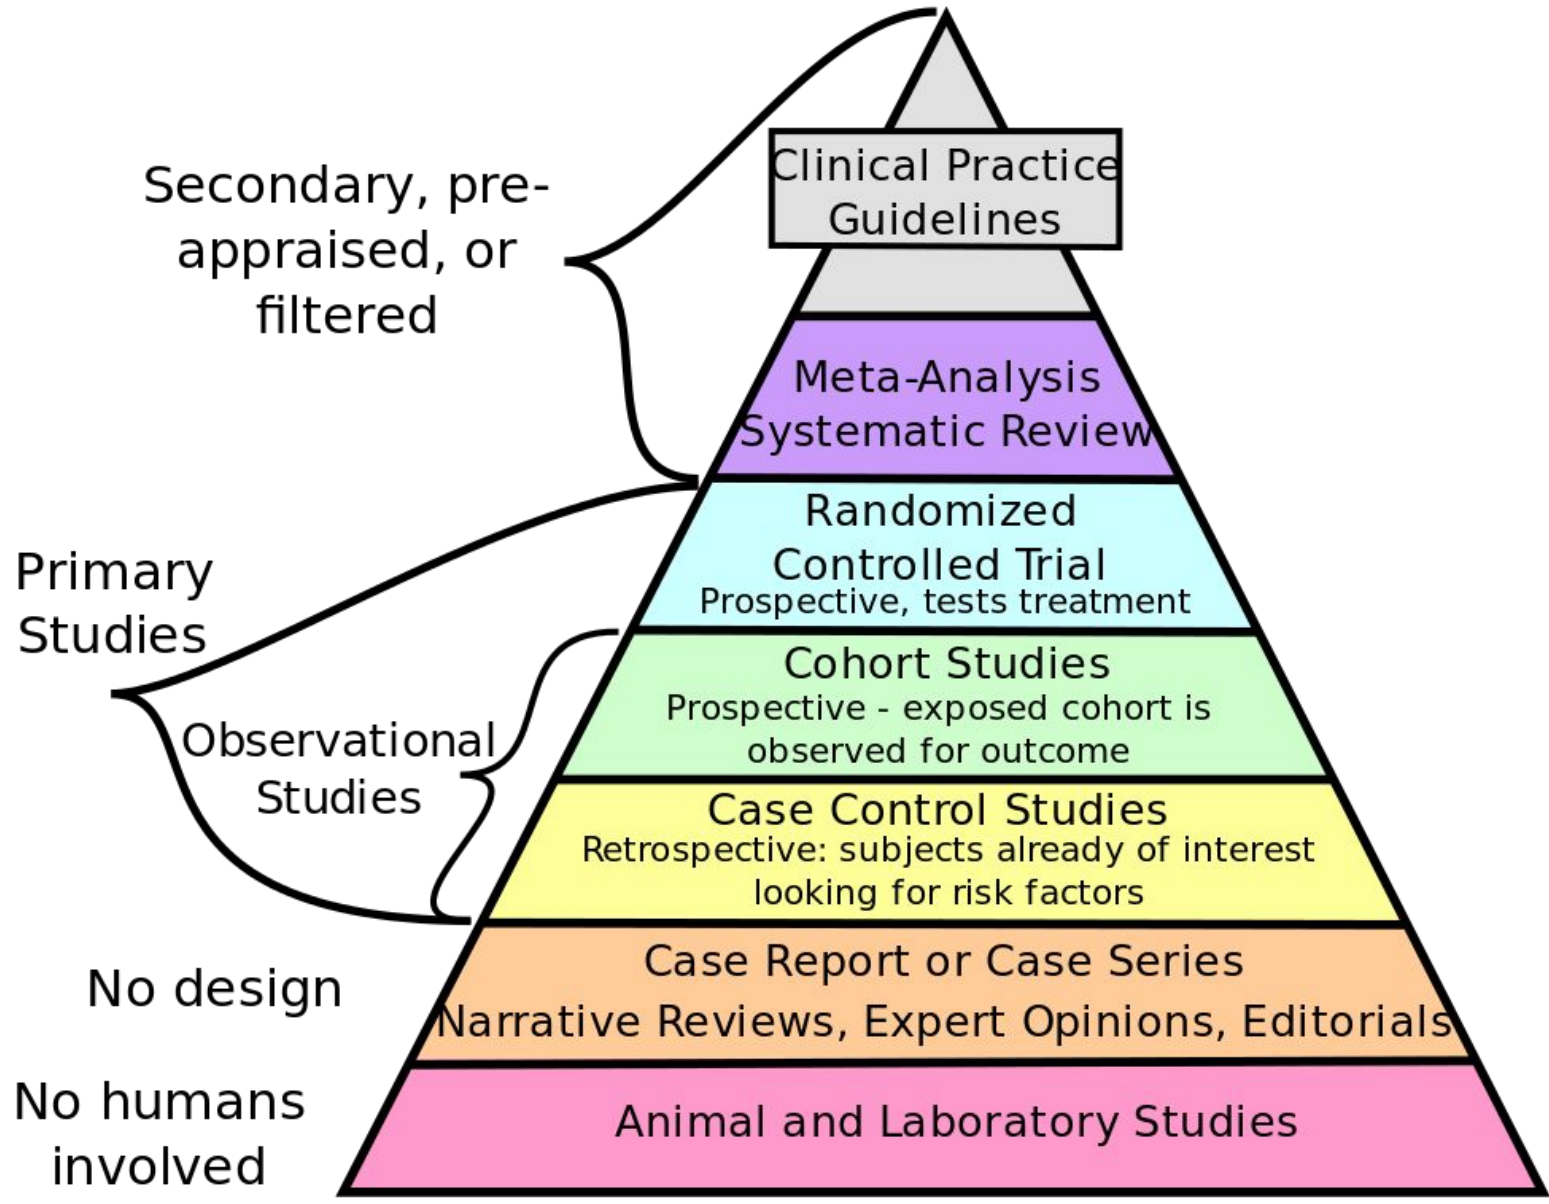 Clinical Practice
Guidelines
Secondary, pre-
appraised, or
filtered
Meta-Analysis
Systematic Review
Randomized
Controlled Trial
Prospective, tests treatment
Primary
Studies
Cohort Studies
Prospective - exposed cohort is
observed for outcome
Observational
Studies
Case Control Studies
Retrospective: subjects already of interest
looking for risk factors
No design
Case Report or Case Series
Narrative Reviews, Expert Opinions, Editorials
No humans
involved
Animal and Laboratory Studies